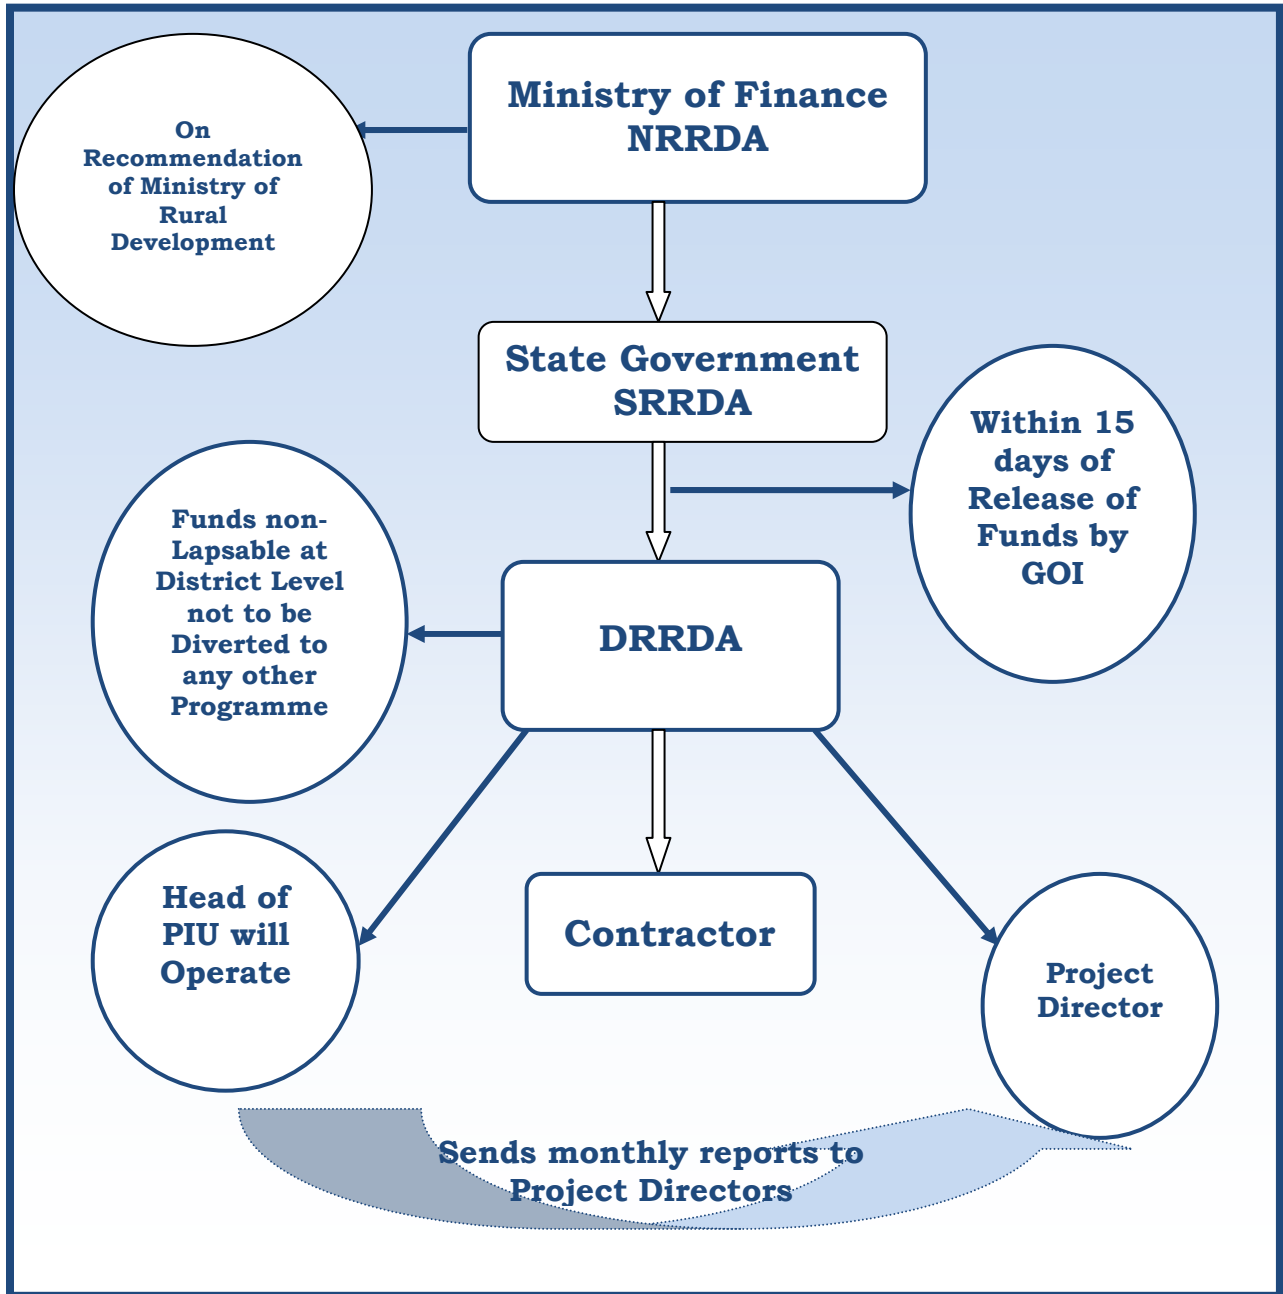 Ministry of Finance
NRRDA
On
Recommendation
of Ministry of
Rural
Development
State Government
SRRDA
Within 15
days of
Release of
Funds by
GOI
Funds non-
Lapsable at
District Level
not to be
Diverted to
any other
Programme
DRRDA
Head of
PIU will
Operate
Contractor
Project
Director
Sends monthly reports to
Project Directors